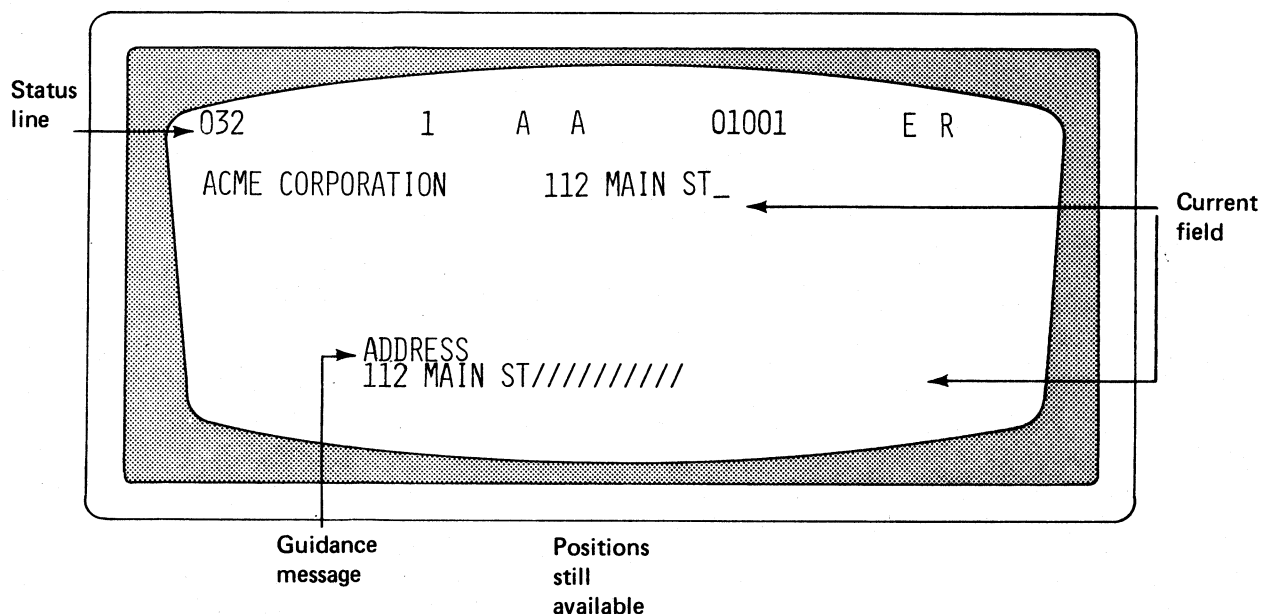 Status
line
032 1 A A 01001 E R
ACME CORPORATION 112 MAIN ST_
Current
field
ADDRESS
112 MAIN ST//////////
Guidance
message
Positions
still
available